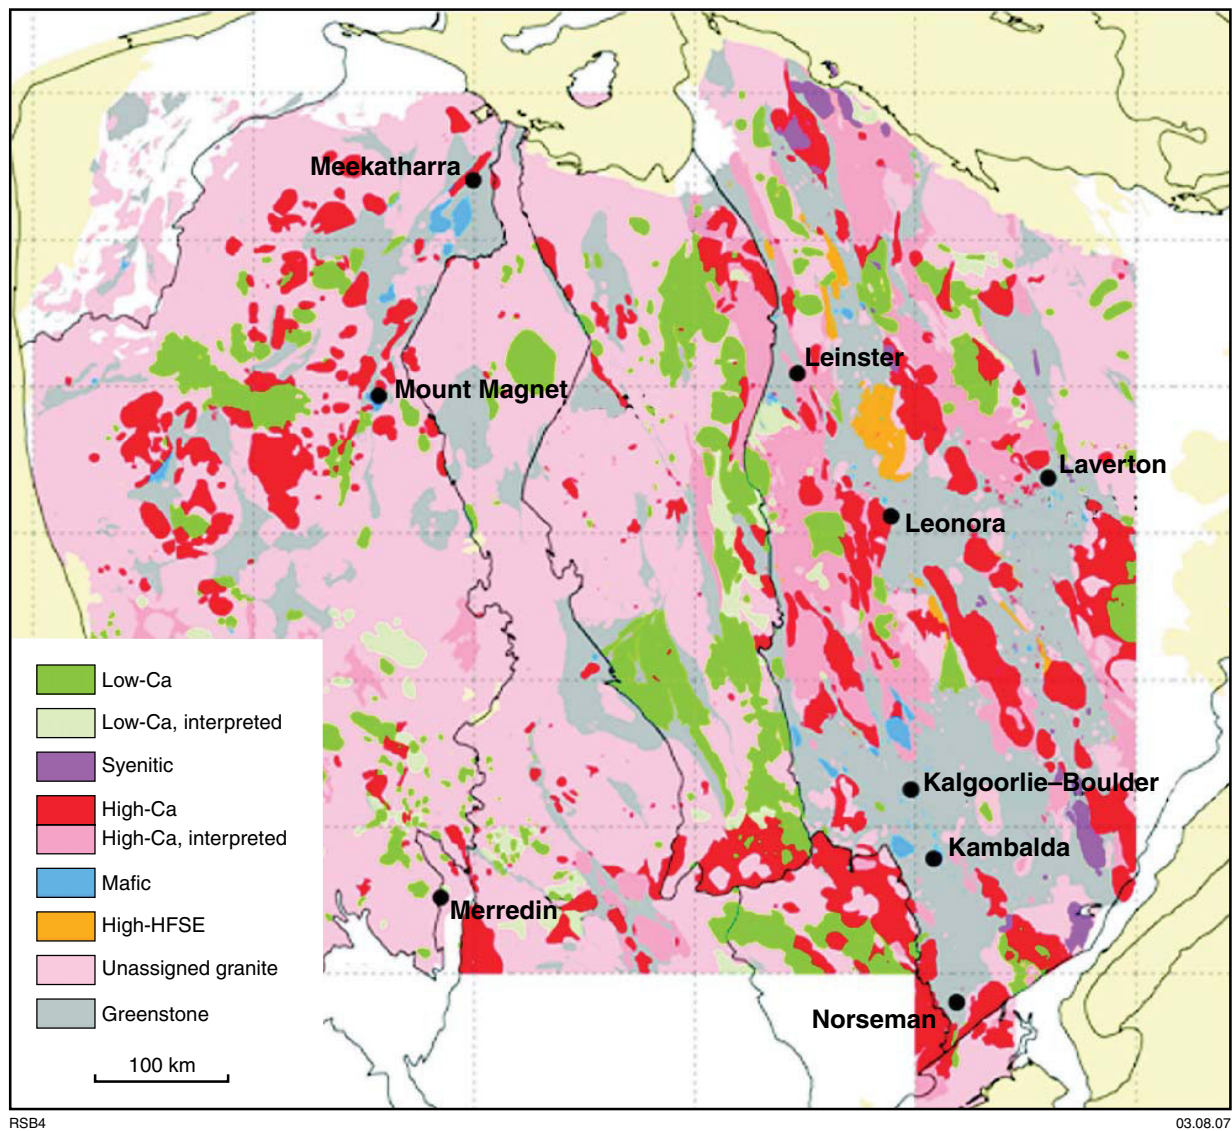 Meekatharra
Mount Magnet
Leinster
Laverton
Leonora
Kalgoorlie–Boulder
Kambalda
Merredin
Norseman
Low-Ca
Low-Ca, interpreted
Syenitic
High-Ca
High-Ca, interpreted
Mafic
High-HFSE
Unassigned granite
Greenstone
100 km
RSB4
03.08.07